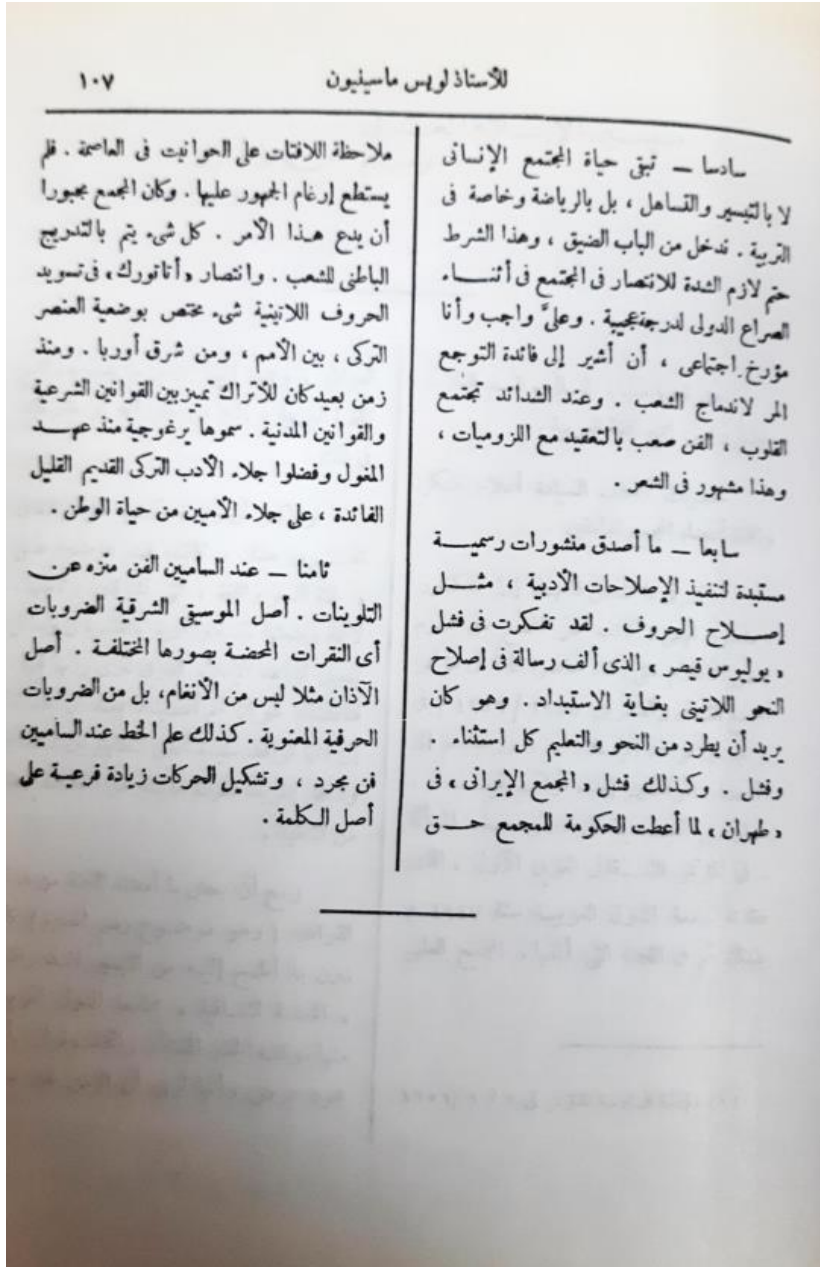 للأستاذ لويس ماسينيون
١٠٧
سادسا — تبقى حياة المجتمع الإنسانى
لا بالتيسير والتساهل ، بل بالرياضة وخاصة فى
التربية . ندخل من الباب الضيق ، وهذا الشرط
حتم لازم الشدة للانتصار فى المجتمع فى أثنـاء
الصراع الدولى لدرجة عجيبة . وعلىَّ واجب وأنا
مؤرخ اجتماعى ، أن أشير إلى فائدة التوجع
المر لاندماج الشعب . وعند الشدائد تجتمع
القلوب ، الفن صعب بالتعقيد مع اللزوميات ،
وهذا مشهور فى الشعر .
سابعا — ما أصدق منشورات رسميـة
مستبدة لتنفيذ الإصلاحات الأدبية ، مثـل
إصـلاح الحروف . لقد تفكرت فى فشل
« يوليوس قيصر » الذى ألف رسالة فى إصلاح
النحو اللاتينى بغاية الاستبداد . وهو كان
يريد أن يطرد من النحو والتعليم كل استثناء .
وفشل . وكذلك فشل « المجمع الإيرانى » فى
« طهران » لما أعطت الحكومة للمجمع حـق
ملاحظة اللافتات على الحوانيت فى العاصمة . فلم
يستطع إرغام الجمهور عليها . وكان المجمع مجبورا
أن يدع هـذا الأمر . كل شىء يتم بالتدريج
الباطنى للشعب . وانتصار « أتاتورك » فى تسويد
الحروف اللاتينية شىء مختص بوضعية العنصر
التركى ، بين الأمم ، ومن شرق أوربا . ومنذ
زمن بعيد كان للأتراك تمييز بين القوانين الشرعية
والقوانين المدنية . سموها يرغوجية منذ عهـد
المغول وفضلوا جلاء الأدب التركى القديم القليل
الفائدة ، على جلاء الأميين من حياة الوطن .
ثامنا — عند الساميين الفن منزه عن
التلوينات . أصل الموسيقى الشرقية الضروبات
أى النقرات المحضة بصورها المختلفة . أصل
الآذان مثلا ليس من الأنغام ، بل من الضروبات
الحرفية المعنوية . كذلك علم الخط عند الساميين
فن مجرد ، وتشكيل الحركات زيادة فرعية على
أصل الكلمة .